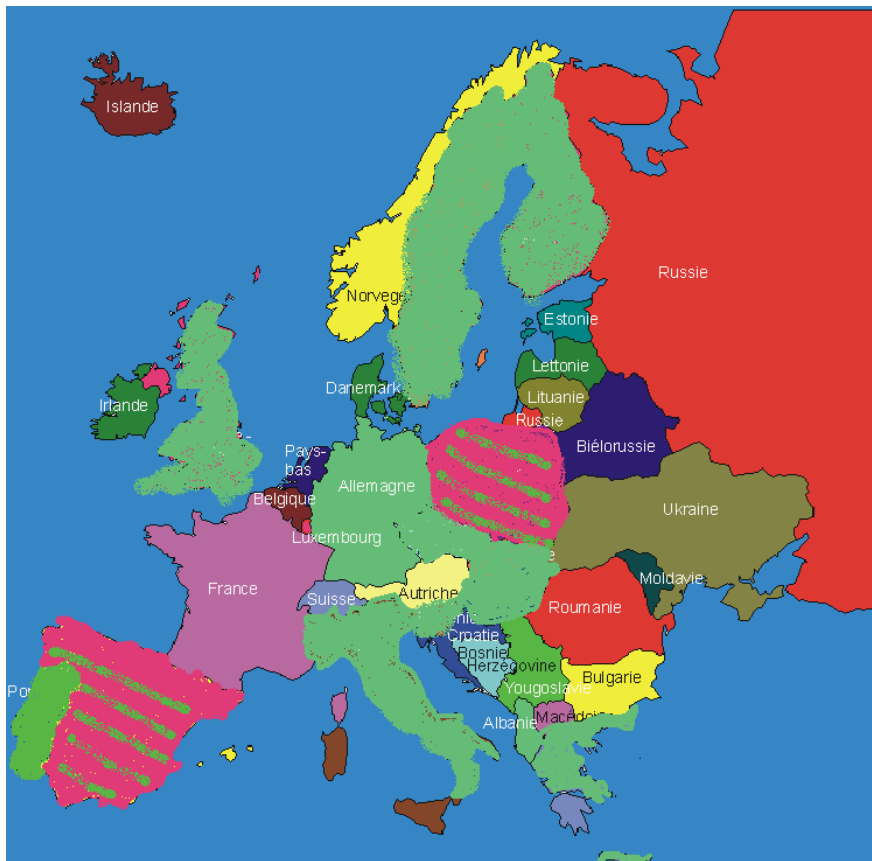 Islande
Russie
Norvege
Estonie
Lettonie
Danemark
Lituanie
Irlande
Russie
Biélorussie
Pays-
bas
Allemagne
Belgique
Ukraine
Luxembourg
Moldavie
France
Autriche
Suisse
Roumanie
Croatie
Bosnie
Herzégovine
Bulgarie
Yougoslavie
Albanie